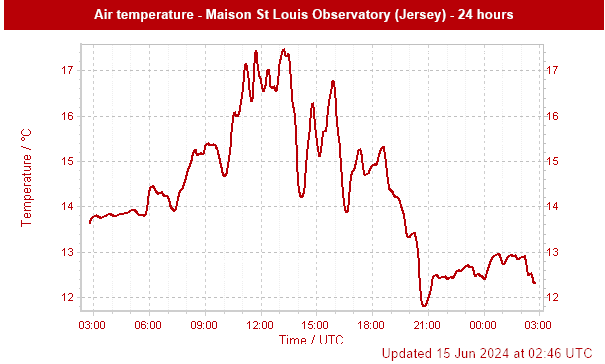 Air temperature - Maison St Louis Observatory (Jersey) - 24 hours
17 17
16 16
15 15
14 14
13 13
12 12
Temperature / °C
03:00 06:00 09:00 12:00 15:00 18:00 21:00 00:00 03:00
Time / UTC
Updated 15 Jun 2024 at 02:46 UTC